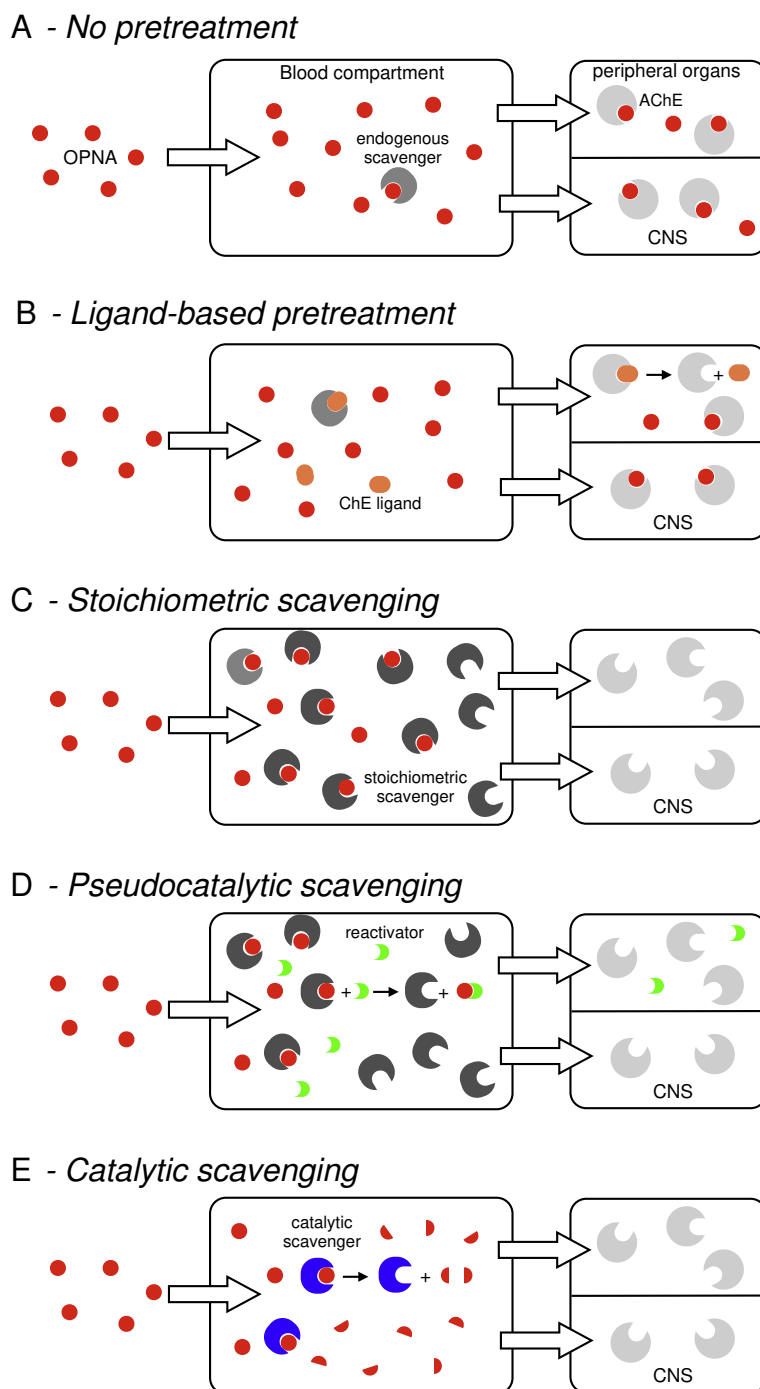 A - No pretreatment
Blood compartment
peripheral organs
AChE
OPNA
endogenous
scavenger
CNS
B - Ligand-based pretreatment
+
ChE ligand
CNS
C - Stoichiometric scavenging
stoichiometric
scavenger
CNS
D - Pseudocatalytic scavenging
reactivator
+ +
CNS
E - Catalytic scavenging
catalytic
scavenger
+
CNS